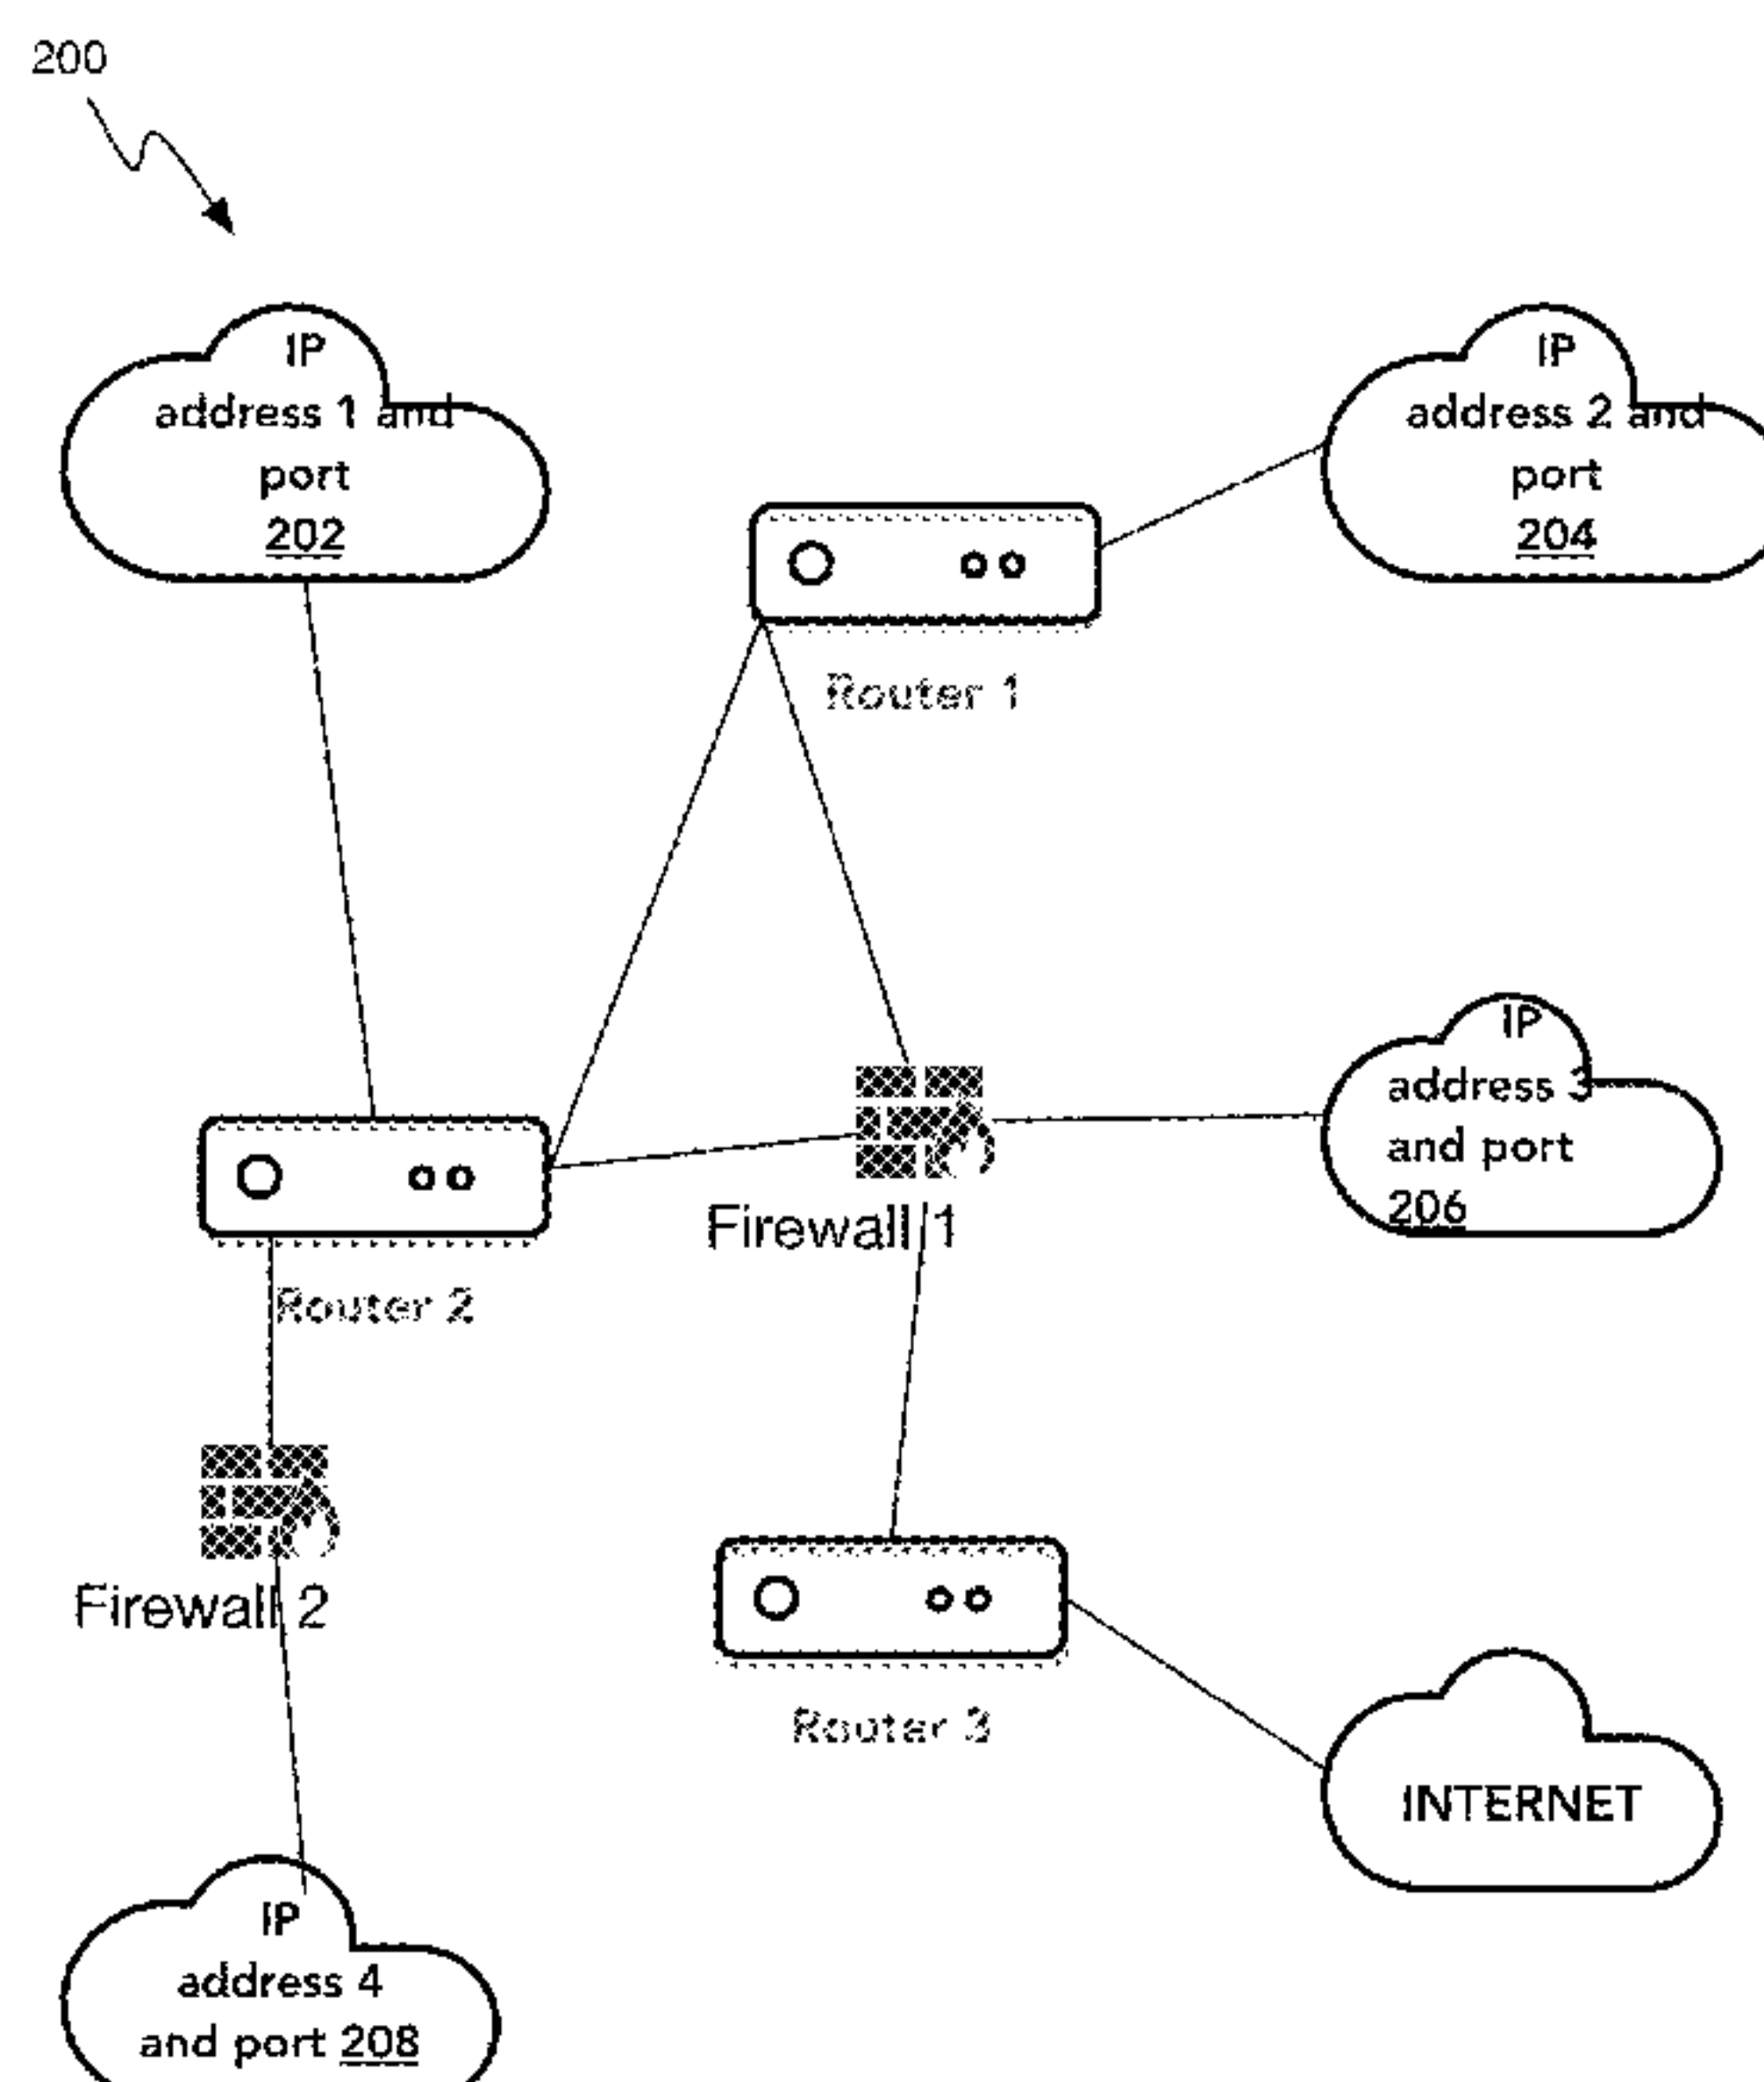 200
IP
address 1 and
port
202
IP
address 2 and
port
204
Router 1
IP
address 3
and port
206
Firewall 1
Router 2
Firewall 2
Router 3
INTERNET
IP
address 4
and port 208